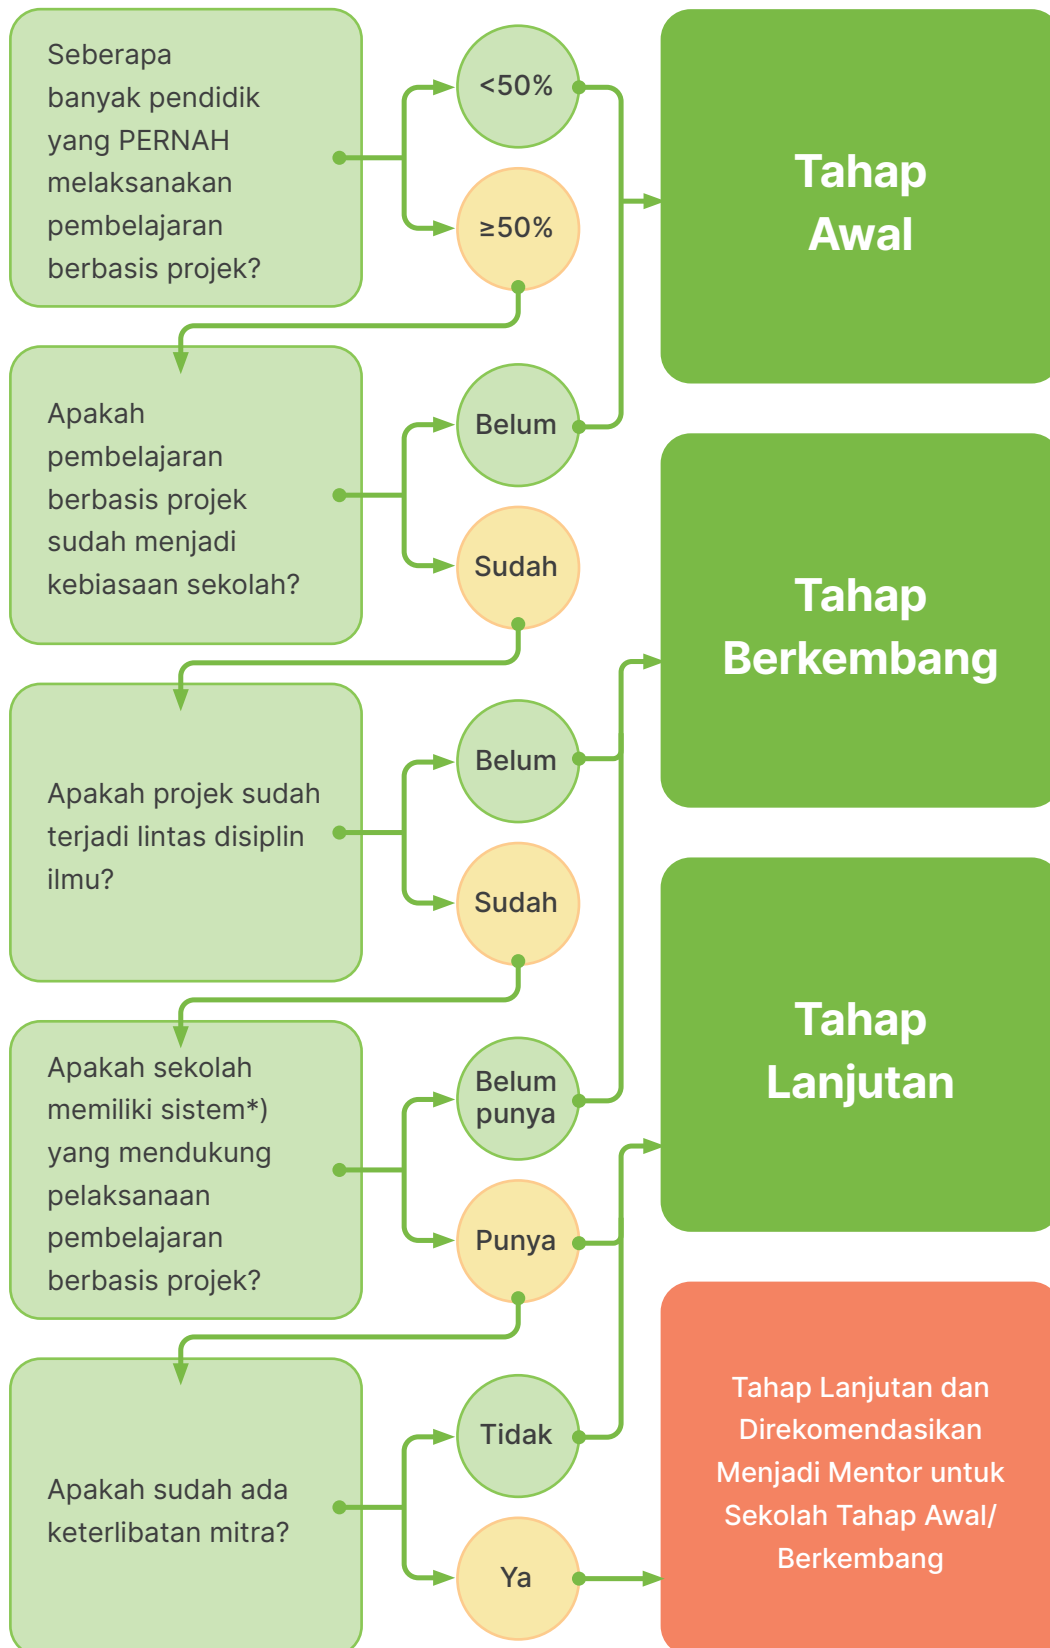 Seberapa
banyak pendidik
yang PERNAH
melaksanakan
pembelajaran
berbasis projek?
<50%
≥50%
Tahap
Awal
Apakah
pembelajaran
berbasis projek
sudah menjadi
kebiasaan sekolah?
Belum
Sudah
Tahap
Berkembang
Apakah projek sudah
terjadi lintas disiplin
ilmu?
Belum
Sudah
Tahap
Lanjutan
Apakah sekolah
memiliki sistem*)
yang mendukung
pelaksanaan
pembelajaran
berbasis projek?
Belum
punya
Punya
Apakah sudah ada
keterlibatan mitra?
Tidak
Ya
Tahap Lanjutan dan
Direkomendasikan
Menjadi Mentor untuk
Sekolah Tahap Awal/
Berkembang